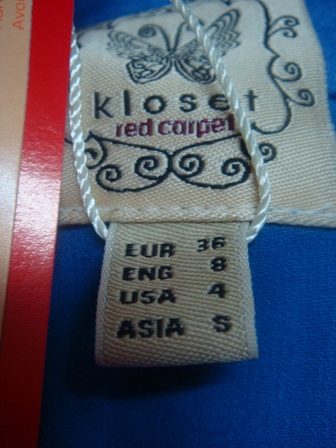 kloset
red carpet
EUR 36
ENG 8
USA 4
ASIA S